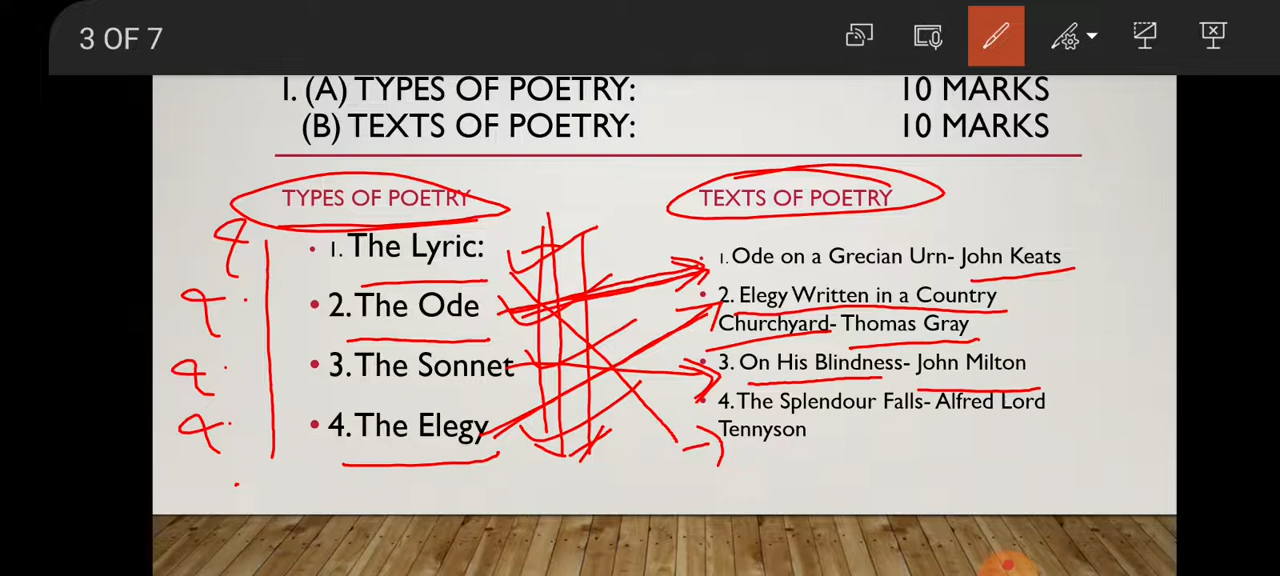 3 OF 7
1. (A) TYPES OF POETRY: 10 MARKS
(B) TEXTS OF POETRY: 10 MARKS
TYPES OF POETRY
• 1. The Lyric:
• 2. The Ode
• 3. The Sonnet
• 4. The Elegy
TEXTS OF POETRY
• 1. Ode on a Grecian Urn- John Keats
• 2. Elegy Written in a Country
Churchyard- Thomas Gray
• 3. On His Blindness- John Milton
• 4. The Splendour Falls- Alfred Lord
Tennyson